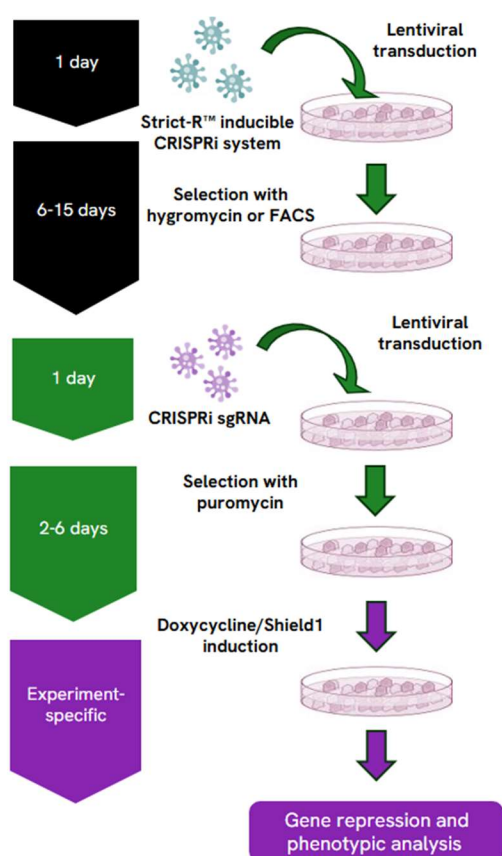 1 day
Lentiviral
transduction
Strict-R™ inducible
CRISPRi system
6-15 days
Selection with
hygromycin or FACS
1 day
Lentiviral
transduction
CRISPRi sgRNA
2-6 days
Selection with
puromycin
Doxycycline/Shield1
induction
Experiment-
specific
Gene repression and
phenotypic analysis